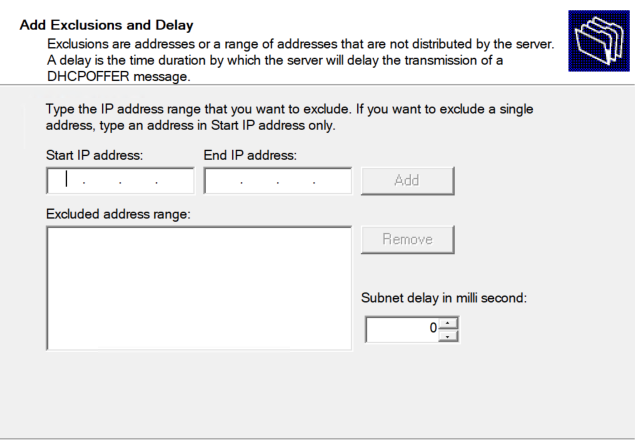 Add Exclusions and Delay
Exclusions are addresses or a range of addresses that are not distributed by the server.
A delay is the time duration by which the server will delay the transmission of a
DHCPOFFER message.
Type the IP address range that you want to exclude. If you want to exclude a single
address, type an address in Start IP address only.
Start IP address: End IP address:
. . . . . . Add
Excluded address range:
Remove
Subnet delay in milli second:
0